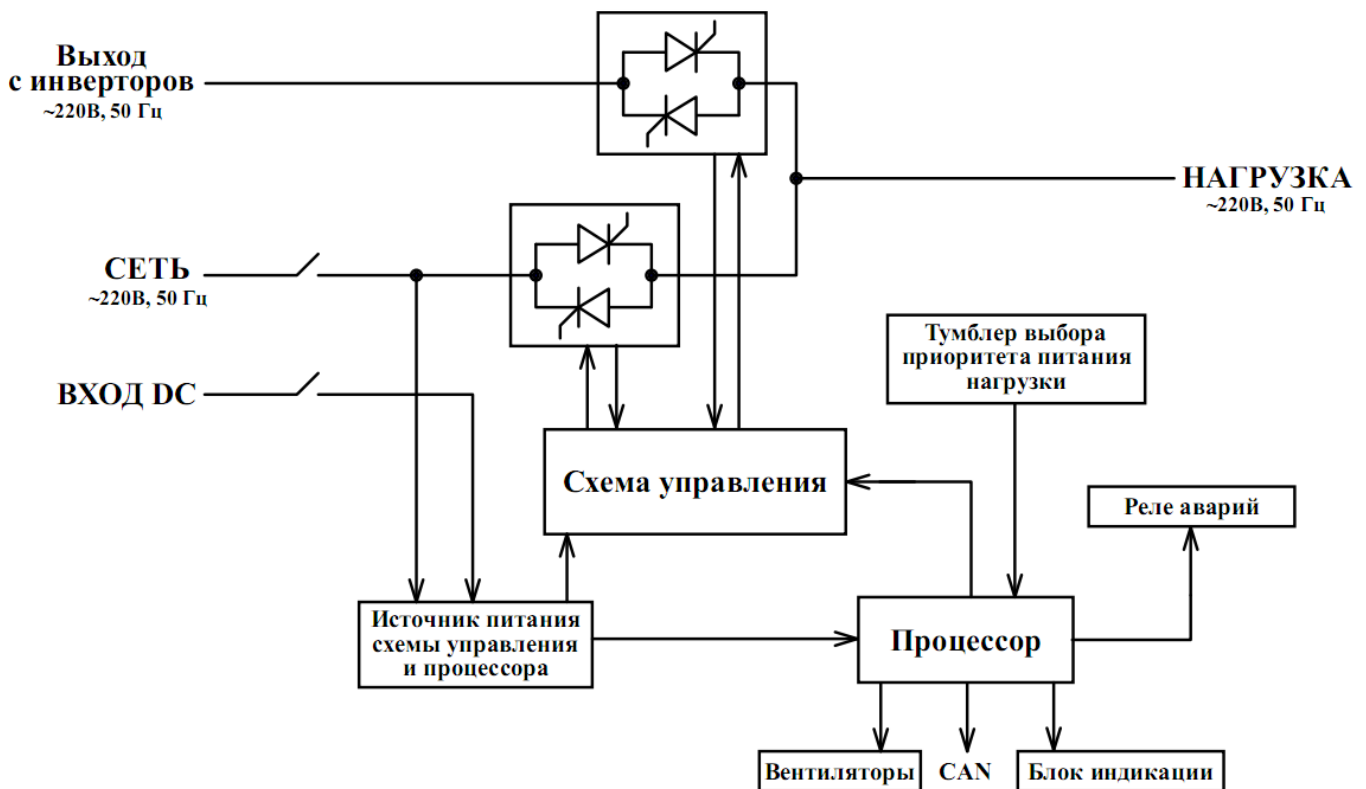 Выход
с инверторов
~220В, 50 Гц
НАГРУЗКА
~220В, 50 Гц
СЕТЬ
~220В, 50 Гц
Тумблер выбора
приоритета питания
нагрузки
ВХОД DC
Схема управления
Реле аварий
Источник питания
схемы управления
и процессора
Процессор
Вентиляторы
CAN
Блок индикации